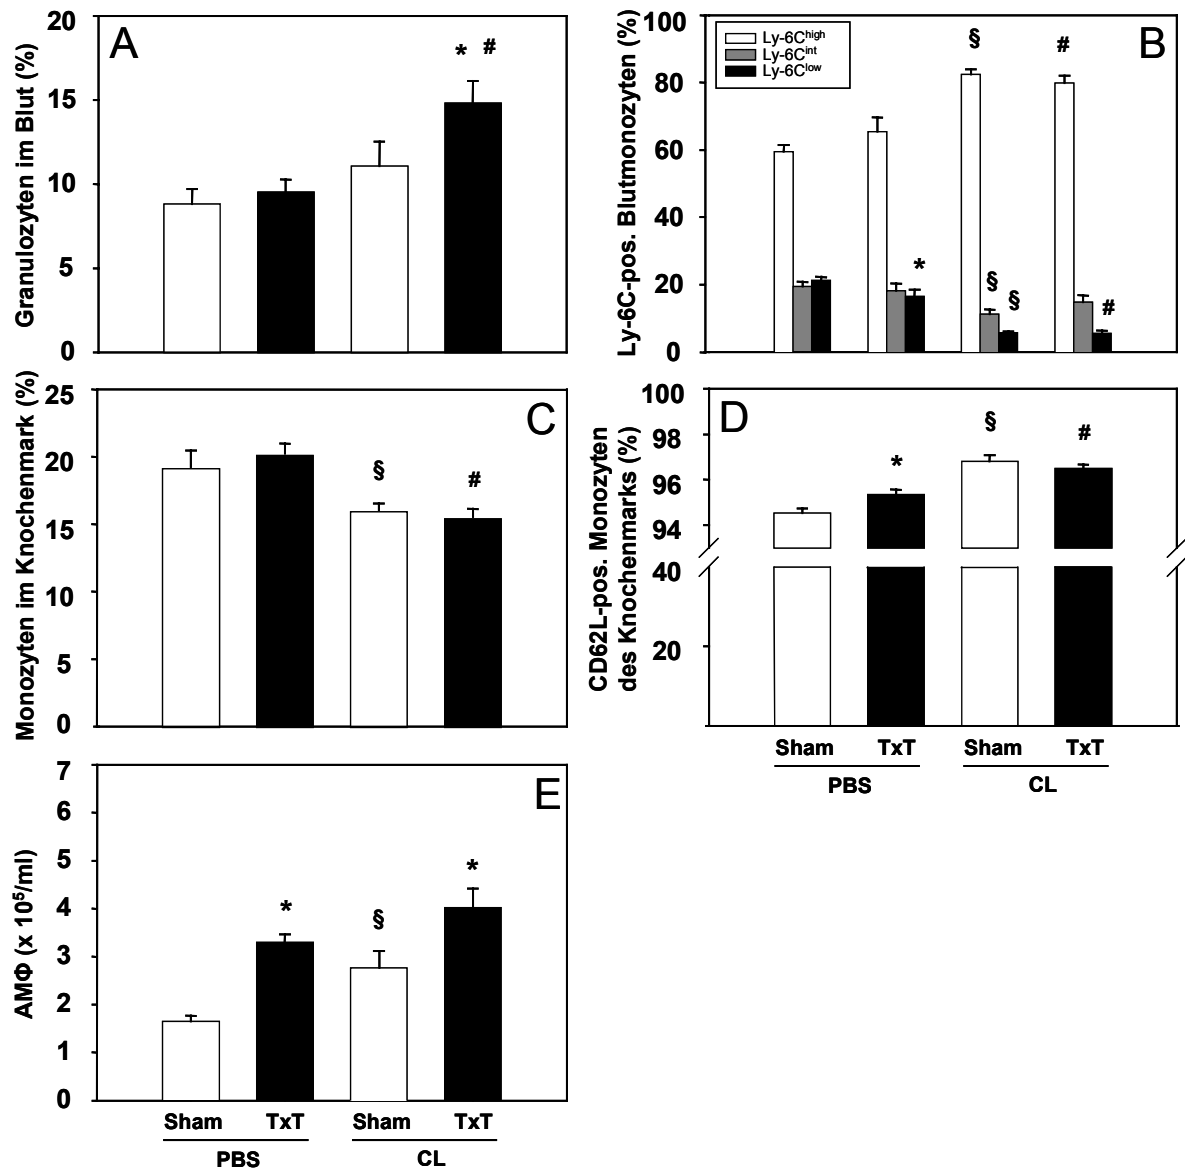 A
Granulozyten im Blut (%)
20
15
10
5
0
* #
B
Ly-6C-pos. Blutmonozyten (%)
100
80
60
40
20
0
Ly-6Chigh
Ly-6Cint
Ly-6Clow
*
§
§
§
#
#
C
Monozyten im Knochenmark (%)
25
20
15
10
5
0
§
#
D
CD62L-pos. Monozyten
des Knochenmarks (%)
100
98
96
94
40
20
*
§
#
Sham TxT Sham TxT
PBS CL
E
AMΦ (x 10⁵/ml)
7
6
5
4
3
2
1
0
*
§
*
Sham TxT Sham TxT
PBS CL